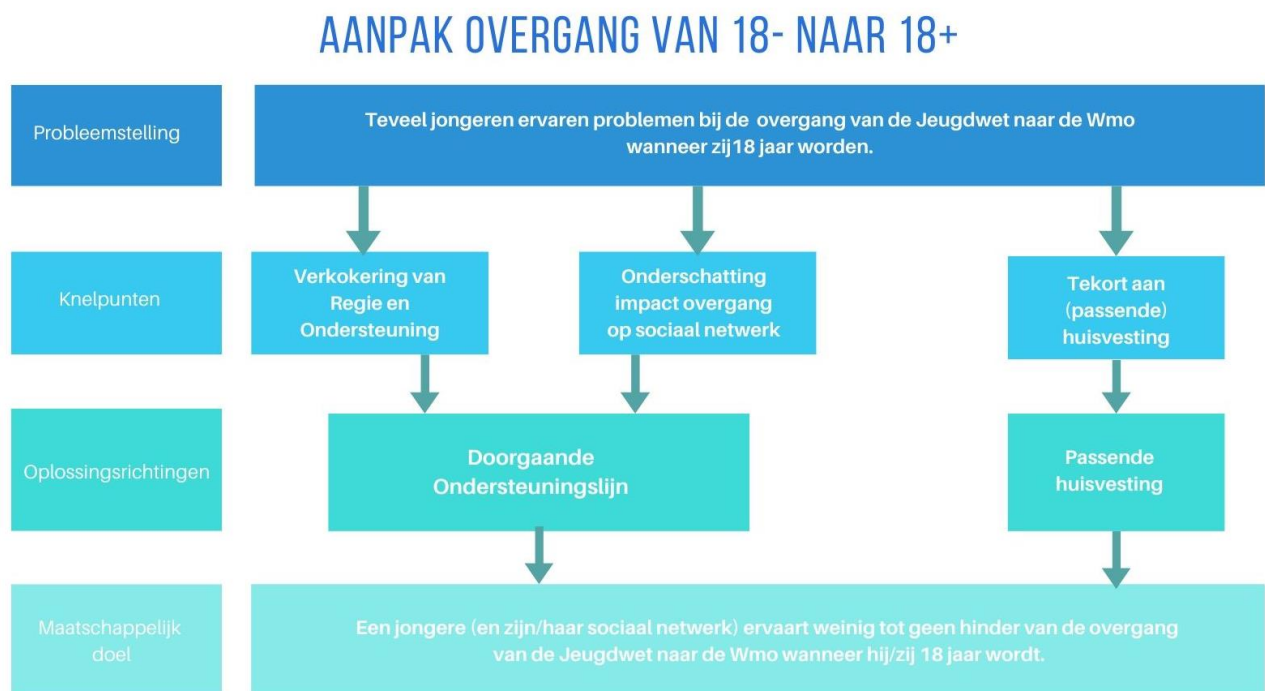 AANPAK OVERGANG VAN 18- NAAR 18+
Probleemstelling
Teveel jongeren ervaren problemen bij de overgang van de Jeugdwet naar de Wmo
wanneer zij18 jaar worden.
Knelpunten
Verkokering van
Regie en
Ondersteuning
Onderschatting
impact overgang
op sociaal netwerk
Tekort aan
(passende)
huisvesting
Oplossingsrichtingen
Doorgaande
Ondersteuningslijn
Passende
huisvesting
Maatschappelijk
doel
Een jongere (en zijn/haar sociaal netwerk) ervaart weinig tot geen hinder van de overgang
van de Jeugdwet naar de Wmo wanneer hij/zij 18 jaar wordt.